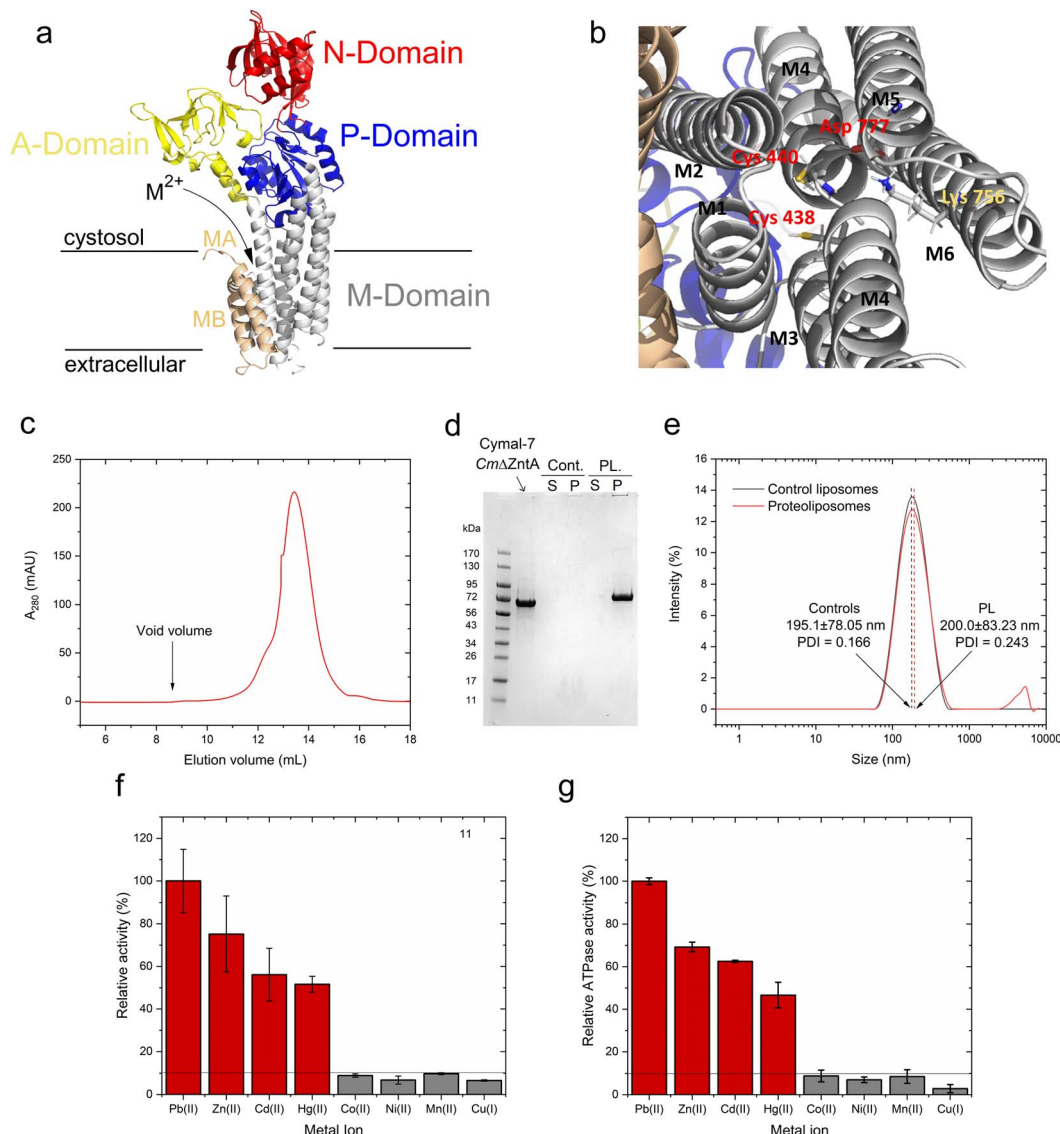 a
N-Domain
A-Domain
P-Domain
M²⁺
cystosol
MA
M-Domain
MB
extracellular
b
M4
M5
Asp 777
Cys 440
M2
Lys 756
M1
Cys 438
M6
M4
M3
c
250
200
150
100
50
0
A₂₈₀ (mAU)
Void volume
6
8
10
12
14
16
18
Elution volume (mL)
d
Cymal-7
CmΔZntA
Cont.
PL.
S P S P
kDa
170
130
95
72
56
43
34
26
17
11
e
16
14
12
10
8
6
4
2
0
Intensity (%)
Control liposomes
Proteoliposomes
Controls
195.1±78.05 nm
PDI = 0.166
PL
200.0±83.23 nm
PDI = 0.243
1
10
100
1000
10000
Size (nm)
f
11
120
100
80
60
40
20
10
0
Relative activity (%)
Pb(II) Zn(II) Cd(II) Hg(II) Co(II) Ni(II) Mn(II) Cu(I)
Metal Ion
g
120
100
80
60
40
20
10
0
Relative ATPase activity (%)
Pb(II) Zn(II) Cd(II) Hg(II) Co(II) Ni(II) Mn(II) Cu(I)
Metal Ion